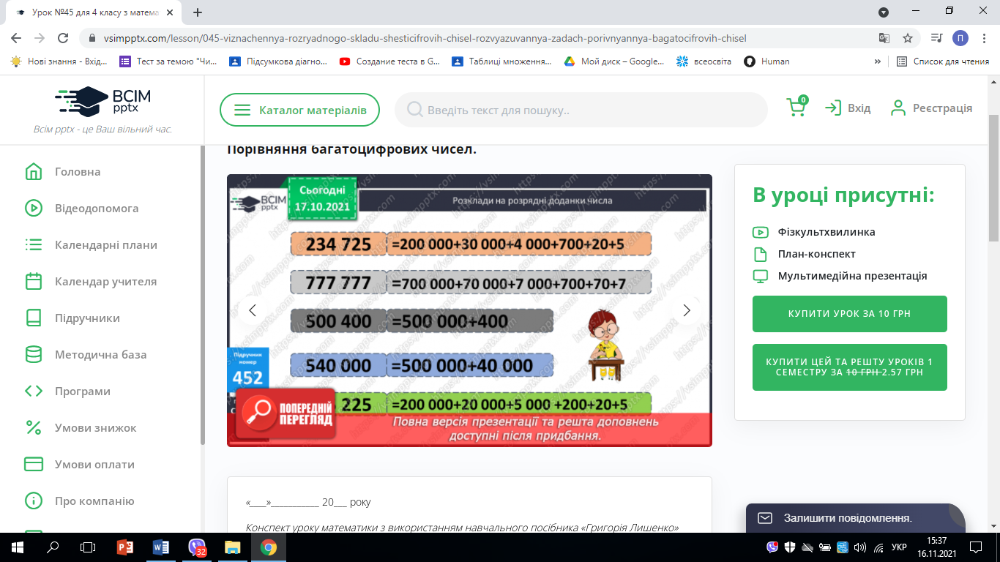 Урок №45 для 4 класу з матема
vsimpptx.com/lesson/045-viznachennya-rozryadnogo-skladu-shesticifrovih-chisel-rozvyazuvannya-zadach-porivnyannya-bagatocifrovih-chisel
П
Нові знання - Вхід...
Тест за темою "Чи...
Підсумкова діагно...
Создание теста в G...
Таблиці множення...
Мой диск – Google...
всеосвіта
Human
»
Список для чтения
ВСІМ
pptx
Всім pptx - це Ваш вільний час.
Каталог матеріалів
Введіть текст для пошуку..
0
Вхід
Реєстрація
Головна
Відеодопомога
Календарні плани
Календар учителя
Підручники
Методична база
Програми
Умови знижок
Умови оплати
Про компанію
Порівняння багатоцифрових чисел.
ВСІМ
pptx
Сьогодні
17.10.2021
Розклади на розрядні доданки числа
234 725 =200 000+30 000+4 000+700+20+5
777 777 =700 000+70 000+7 000+700+70+7
500 400 =500 000+400
540 000 =500 000+40 000
225 =200 000+20 000+5 000 +200+20+5
Підручник
номер
452
ПОПЕРЕДНІЙ
ПЕРЕГЛЯД
Повна версія презентації та решта доповнень
доступні після придбання.
https://vsimpptx.com
В уроці присутні:
Фізкультхвилинка
План-конспект
Мультимедійна презентація
КУПИТИ УРОК ЗА 10 ГРН
КУПИТИ ЦЕЙ ТА РЕШТУ УРОКІВ 1
СЕМЕСТРУ ЗА 10 ГРН 2.57 ГРН
«____»___________ 20___ року
Конспект уроку математики з використанням навчального посібника «Григорія Лишенко»
Залишити повідомлення.
32
УКР
15:37
16.11.2021